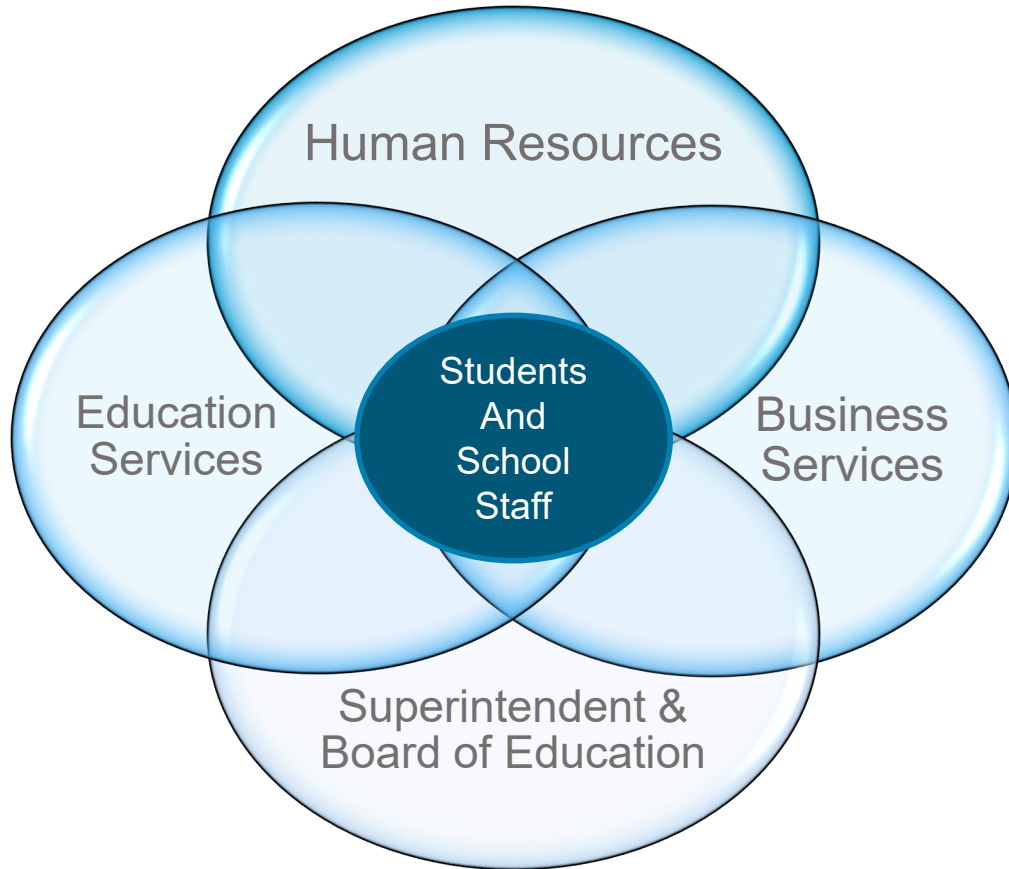 Human Resources
Education
Services
Students
And
School
Staff
Business
Services
Superintendent &
Board of Education